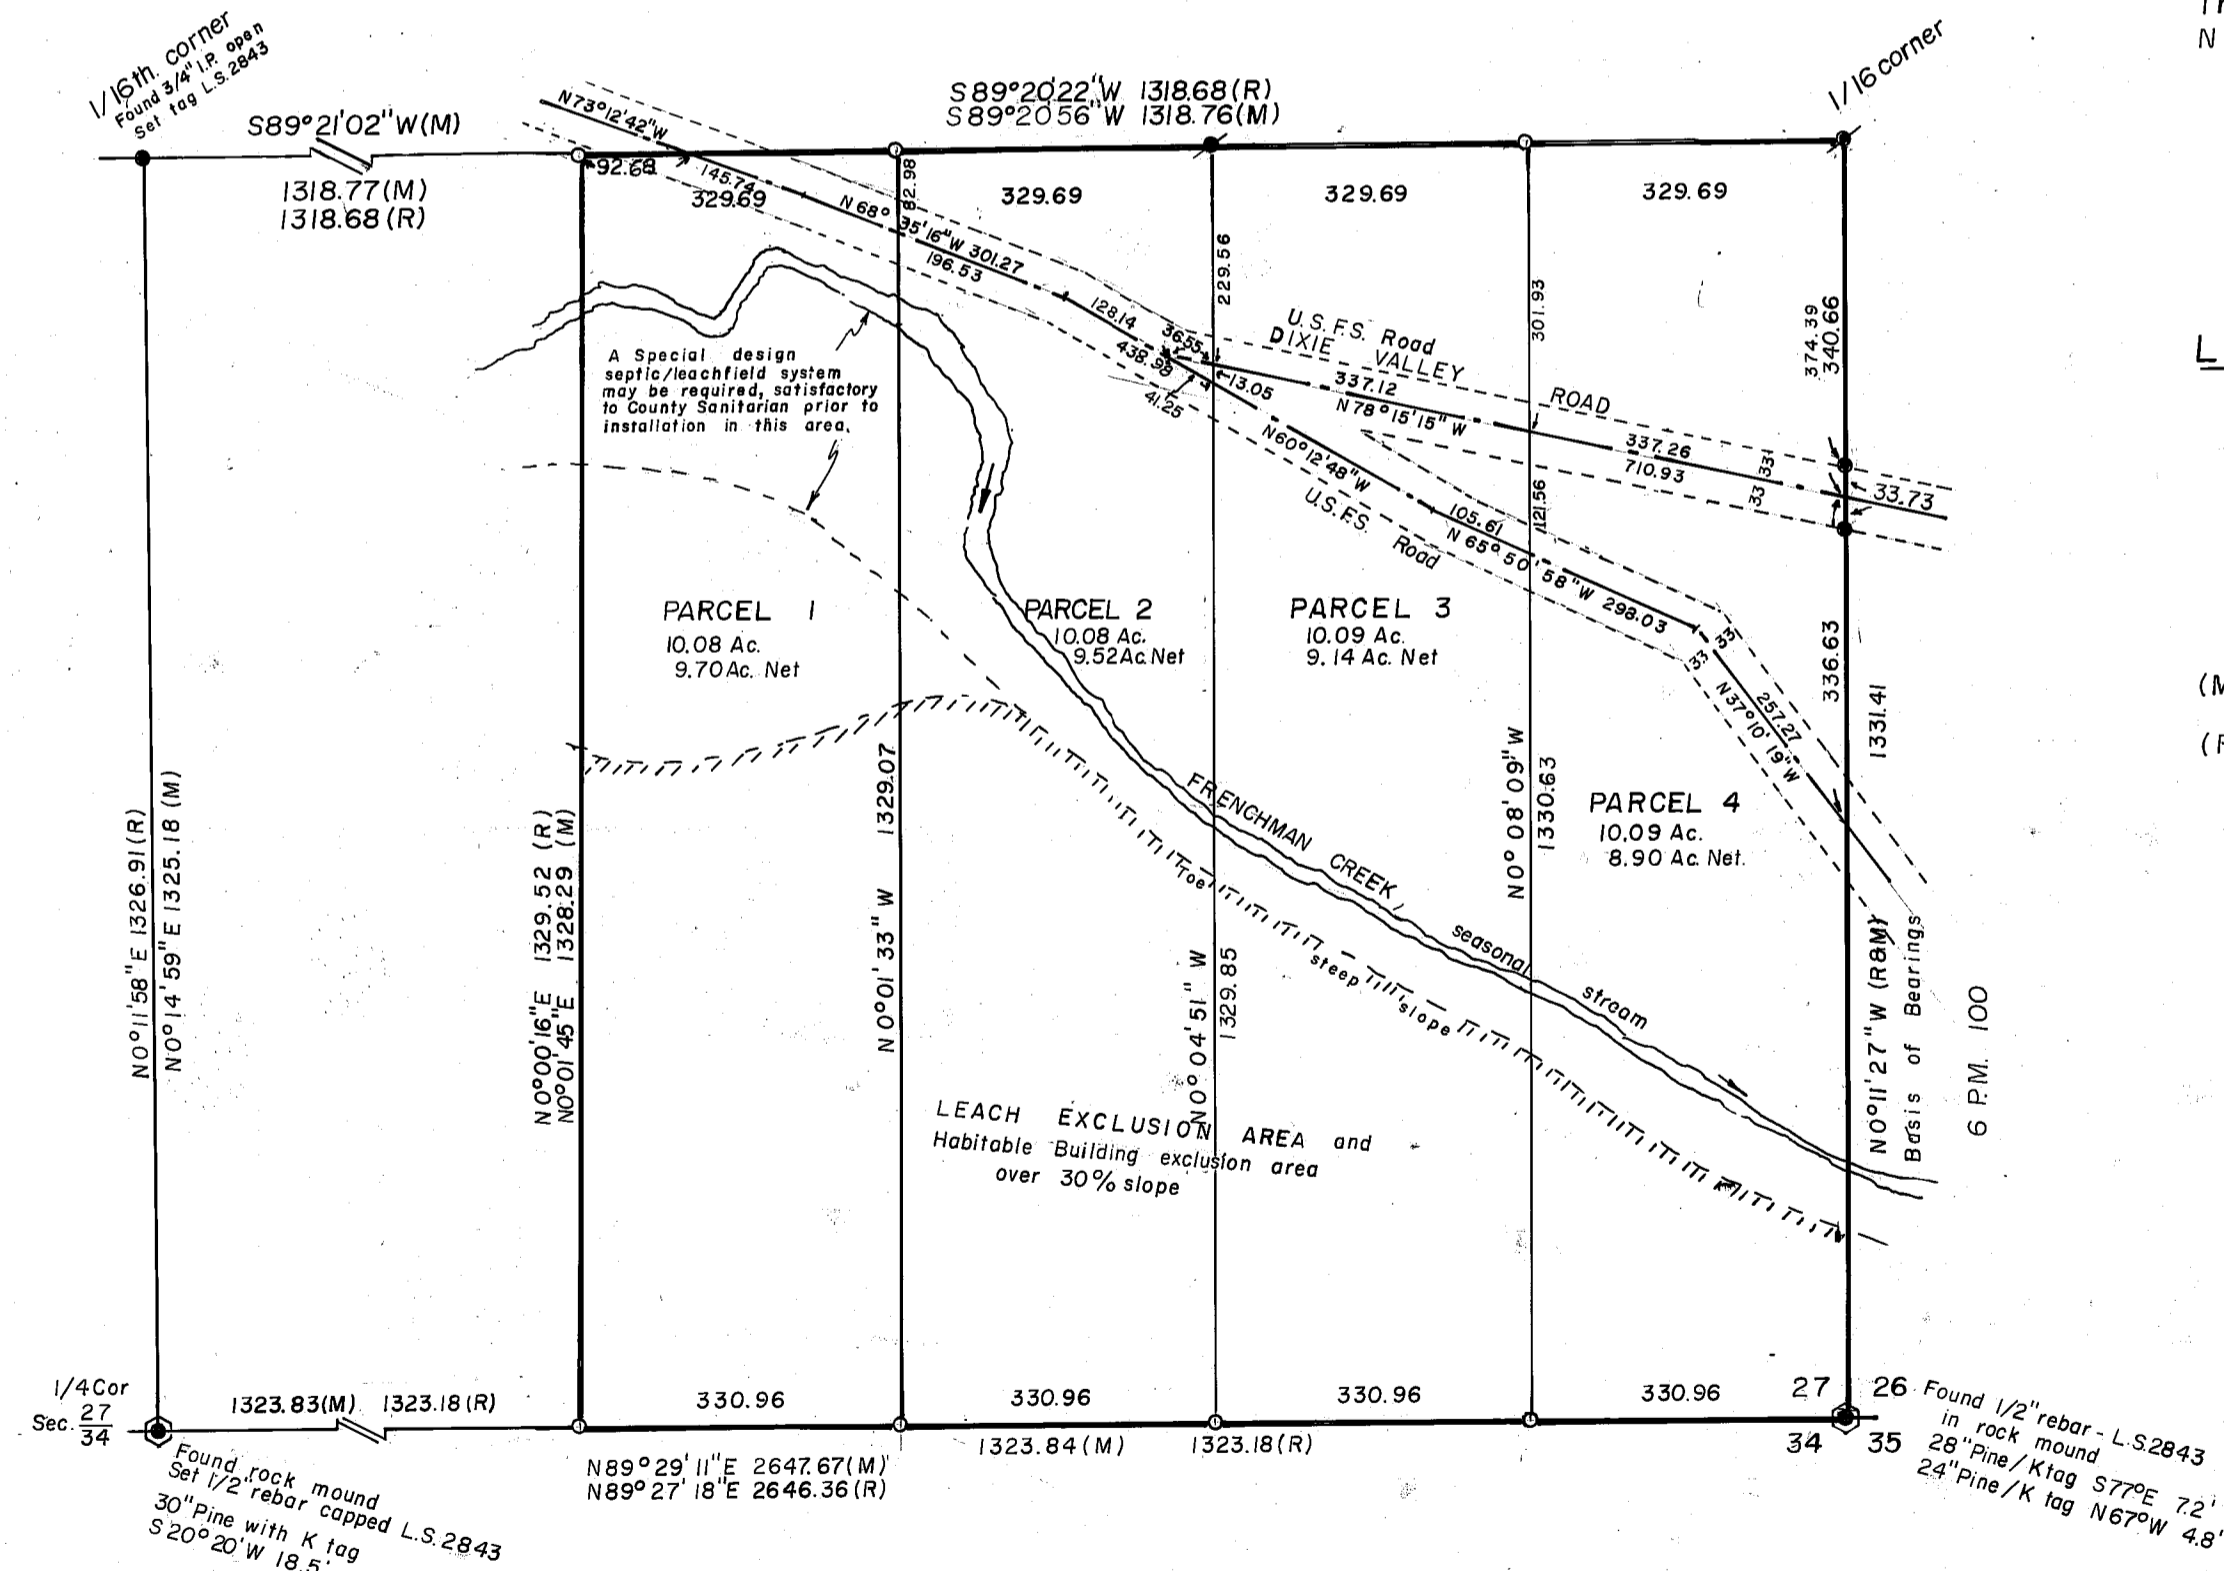 1/16th. corner
Found 3/4" I.P. open
Set tag L.S. 2843
S89°21'02"W(M)
1318.77(M)
1318.68(R)
N73°12'42"W
S89°20'22"W 1318.68(R)
S89°20'56"W 1318.76(M)
1/16 corner
92.68
145.74
329.69
82.98
329.69
329.69
329.69
N68°35'16"W 301.27
196.53
128.14
36.55
438.98
41.25
13.05
229.56
301.93
374.39
340.66
U.S.F.S. Road
DIXIE VALLEY ROAD
337.12
N78°15'15"W
337.26
710.93
33
33
33.73
N60°12'48"W
U.S.F.S. Road
105.61
121.56
N65°50'58"W 298.03
33
33
257.27
N37°10'19"W
336.63
1331.41
A Special design
septic/leachfield system
may be required, satisfactory
to County Sanitarian prior to
installation in this area.
PARCEL 1
10.08 Ac.
9.70 Ac. Net
PARCEL 2
10.08 Ac.
9.52 Ac. Net
PARCEL 3
10.09 Ac.
9.14 Ac. Net
PARCEL 4
10.09 Ac.
8.90 Ac. Net.
N0°11'58"E 1326.91(R)
N0°14'59"E 1325.18(M)
N0°00'16"E 1329.52 (R)
N0°01'45"E 1328.29 (M)
N0°01'33"W 1329.07
N0°04'51"W
1329.85
N0°08'09"W
1330.63
N0°11'27"W (R&M)
Basis of Bearings
6 P.M. 100
FRENCHMAN CREEK, seasonal stream
Toe steep slope
LEACH EXCLUSION AREA and
Habitable Building exclusion area
over 30% slope
1/4 Cor
Sec. 27
34
1323.83(M) 1323.18(R)
330.96
330.96
330.96
330.96
27 26
34 35
1323.84(M) 1323.18(R)
N89°29'11"E 2647.67(M)
N89°27'18"E 2646.36(R)
Found rock mound
Set 1/2" rebar capped L.S. 2843
30" Pine with K tag
S20°20'W 18.5'
Found 1/2" rebar - L.S. 2843
in rock mound
28" Pine/K tag S77°E 7.2'
24" Pine/K tag N67°W 4.8'
N
L
(M